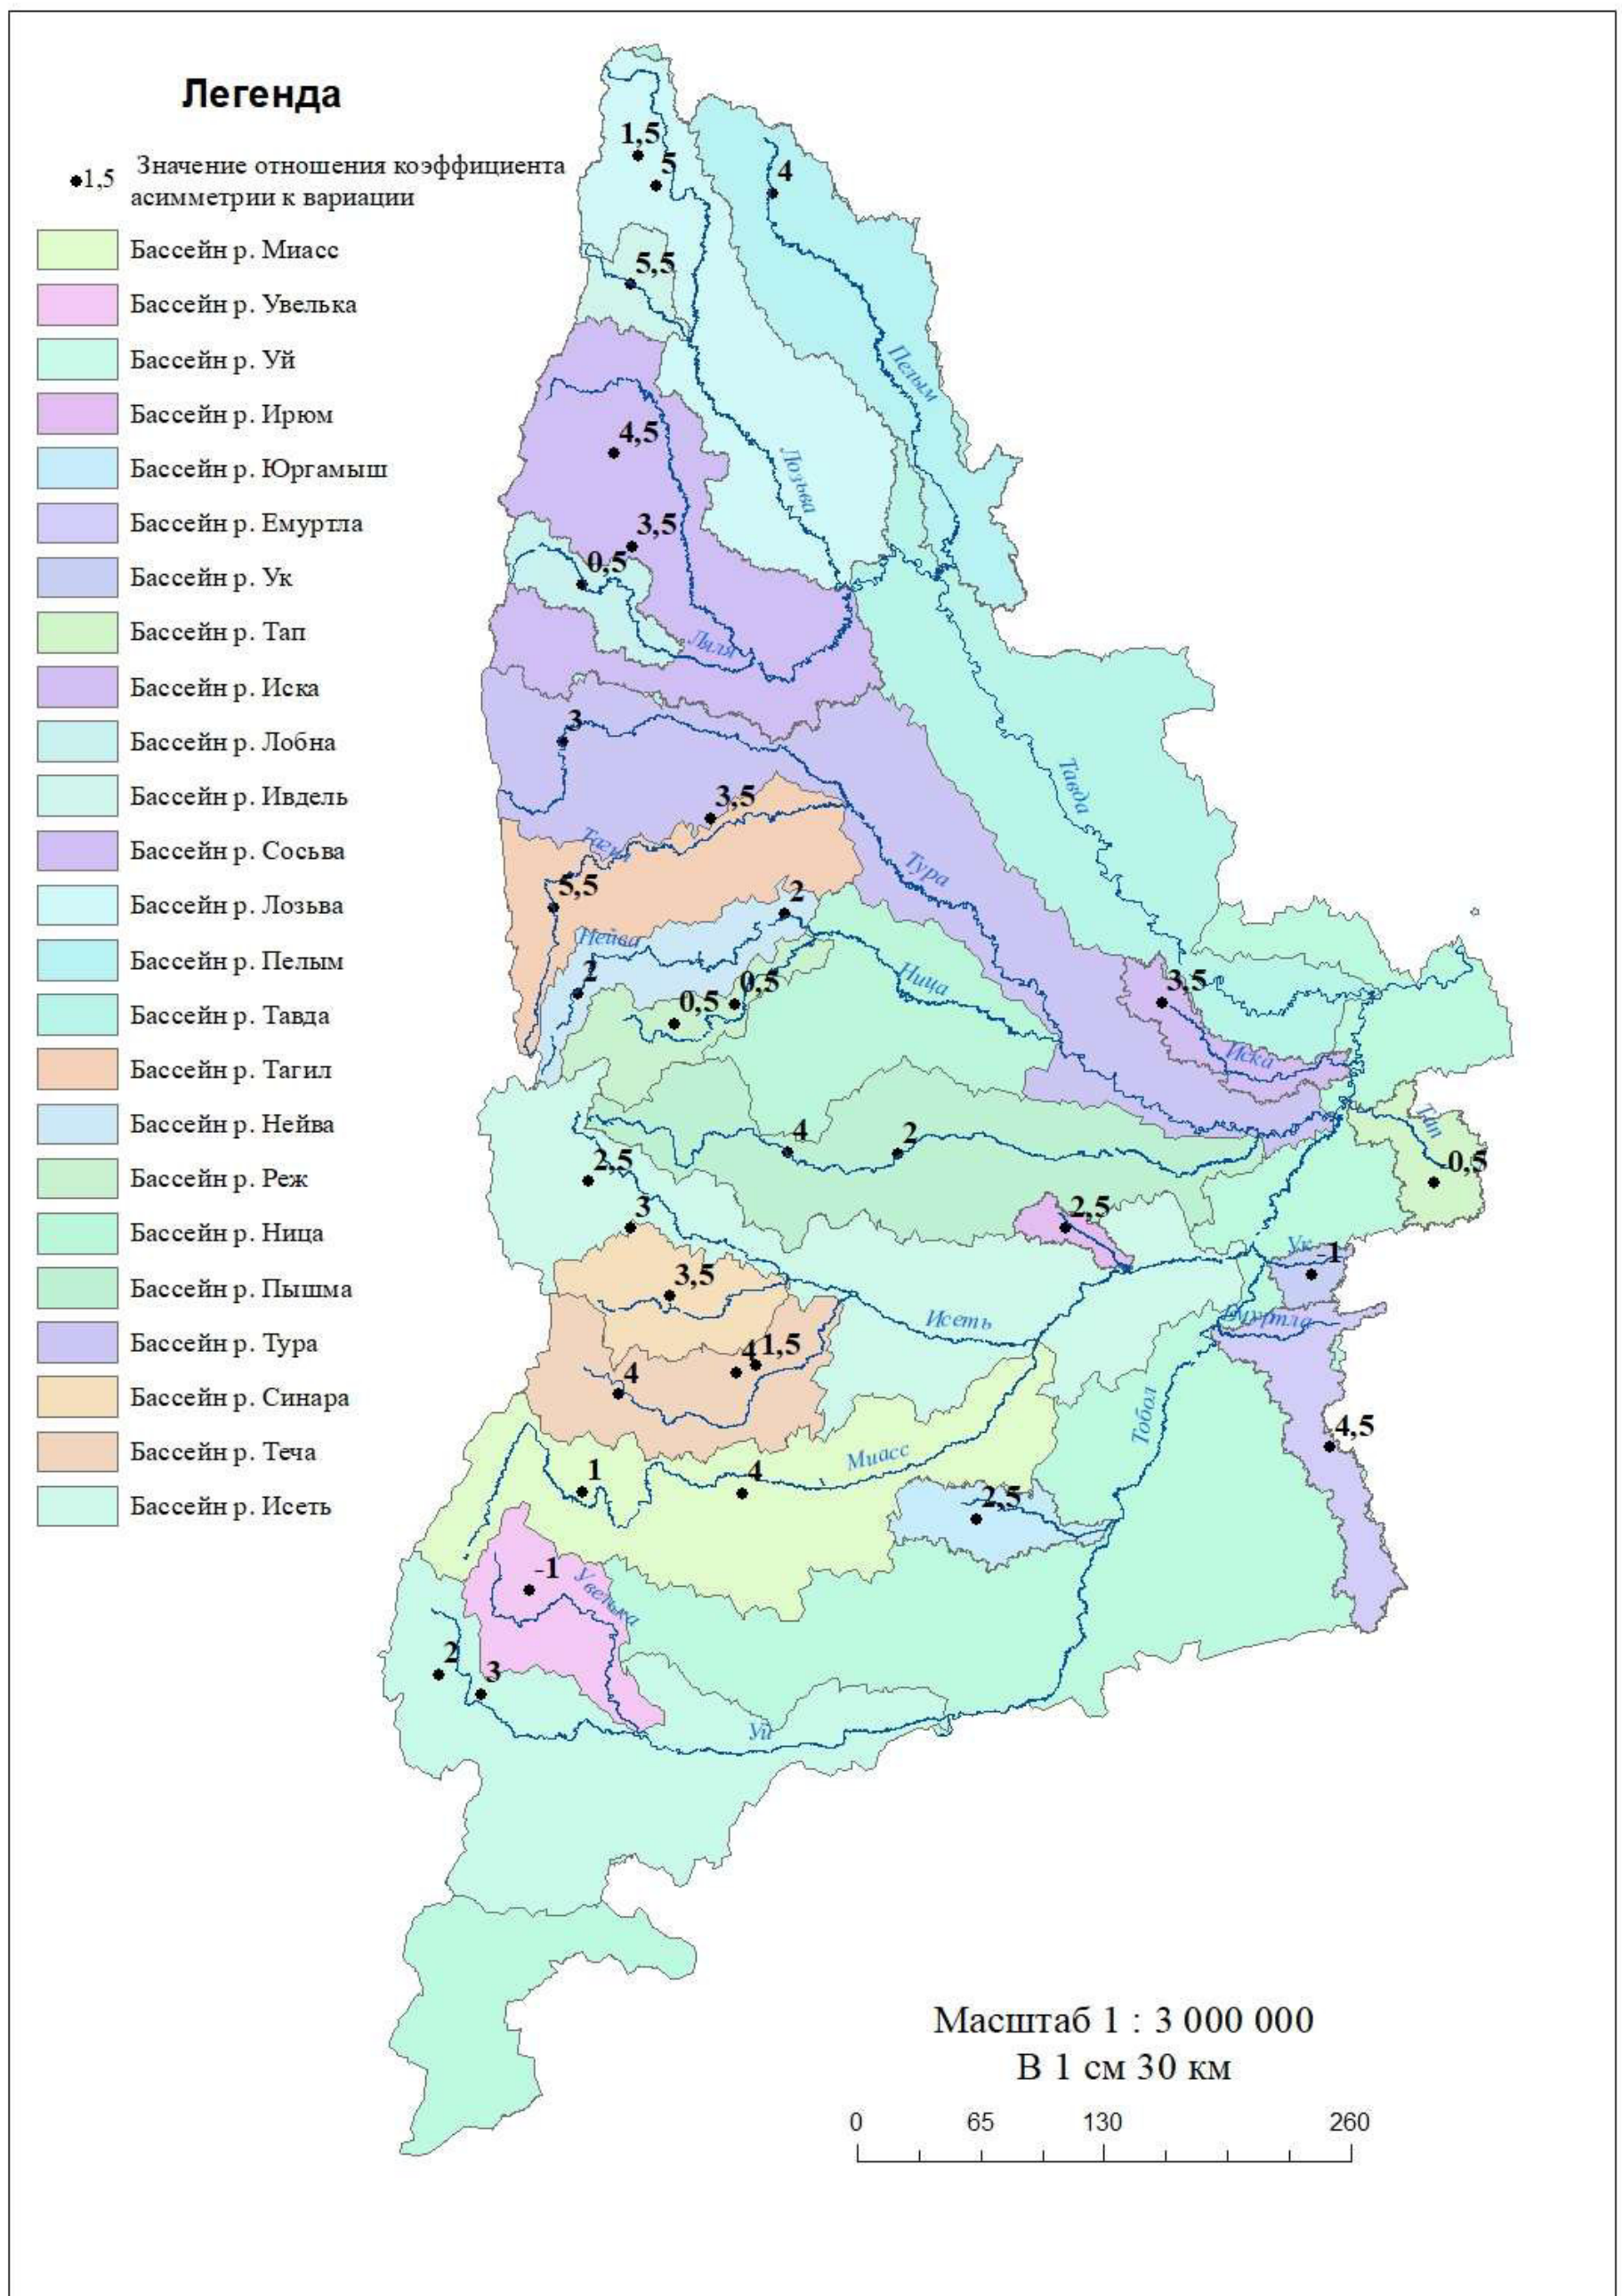 Легенда
1,5 Значение отношения коэффициента
асимметрии к вариации
Бассейн р. Миасс
Бассейн р. Увелька
Бассейн р. Уй
Бассейн р. Ирюм
Бассейн р. Юргамыш
Бассейн р. Емуртла
Бассейн р. Ук
Бассейн р. Тап
Бассейн р. Иска
Бассейн р. Лобна
Бассейн р. Ивдель
Бассейн р. Сосьва
Бассейн р. Лозьва
Бассейн р. Пелым
Бассейн р. Тавда
Бассейн р. Тагил
Бассейн р. Нейва
Бассейн р. Реж
Бассейн р. Ница
Бассейн р. Пышма
Бассейн р. Тура
Бассейн р. Синара
Бассейн р. Теча
Бассейн р. Исеть
1,5
5
4
5,5
Пелым
4,5
Лозьва
3,5
0,5
Ляля
3
Тавда
3,5
Тагил
Тура
5,5
2
Нейва
Ница
2
0,5
0,5
3,5
Иска
Тап
4
2
2,5
-0,5
3
2,5
Ук
-1
3,5
Исеть
Емуртла
4
1,5
4
Тобол
4,5
Миасс
1
4
2,5
-1
Увелька
2
3
Уй
Масштаб 1 : 3 000 000
В 1 см 30 км
0 65 130 260